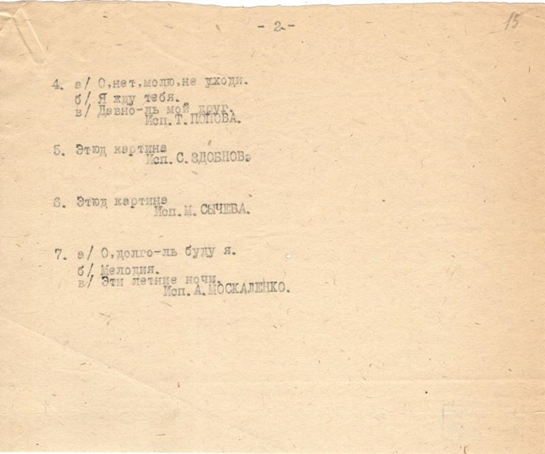 - 2 -
15
4. а/ О,нет,молю,не уходи.
б/ Я жду тебя.
в/ Давно-ль мой друг.
Исп.Т.ПОПОВА.
5. Этюд картина
Исп.С.ЗДОБНОВ.
6. Этюд картина
Исп.М.СЫЧЕВА.
7. а/ О,долго-ль буду я.
б/ Мелодия.
в/ Эти летние ночи.
Исп.А.МОСКАЛЕНКО.